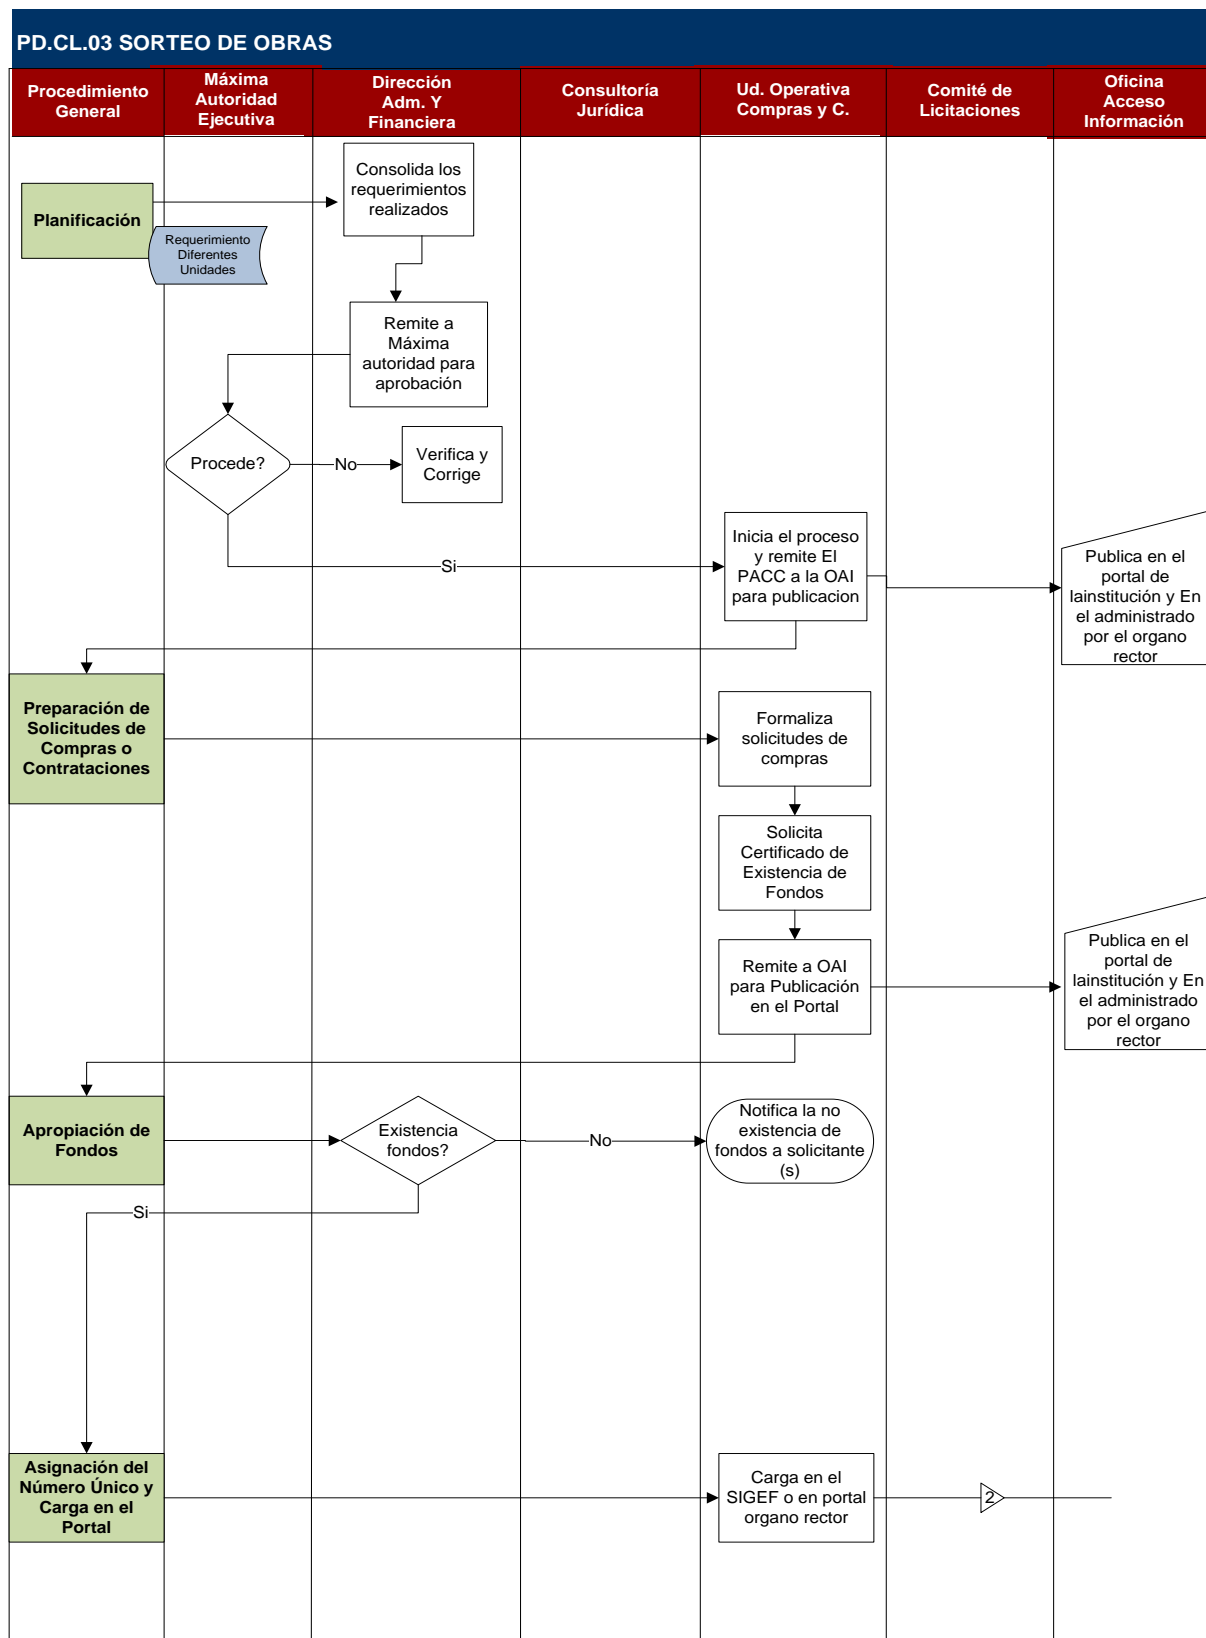 PD.CL.03 SORTEO DE OBRAS
Procedimiento
General
Máxima
Autoridad
Ejecutiva
Dirección
Adm. Y
Financiera
Consultoría
Jurídica
Ud. Operativa
Compras y C.
Comité de
Licitaciones
Oficina
Acceso
Información
Planificación
Requerimiento
Diferentes
Unidades
Consolida los
requerimientos
realizados
Remite a
Máxima
autoridad para
aprobación
Procede?
No
Verifica y
Corrige
Si
Inicia el proceso
y remite El
PACC a la OAI
para publicacion
Publica en el
portal de
lainstitución y En
el administrado
por el organo
rector
Preparación de
Solicitudes de
Compras o
Contrataciones
Formaliza
solicitudes de
compras
Solicita
Certificado de
Existencia de
Fondos
Remite a OAI
para Publicación
en el Portal
Publica en el
portal de
lainstitución y En
el administrado
por el organo
rector
Apropiación de
Fondos
Existencia
fondos?
No
Notifica la no
existencia de
fondos a solicitante
(s)
Si
Asignación del
Número Único y
Carga en el
Portal
Carga en el
SIGEF o en portal
organo rector
2